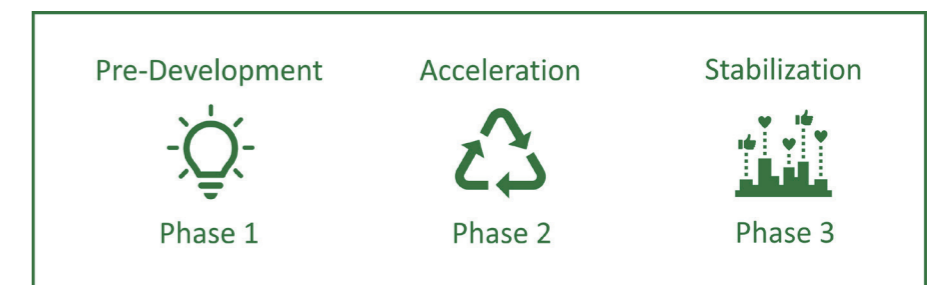 Pre-Development
Acceleration
Stabilization
Phase 1
Phase 2
Phase 3